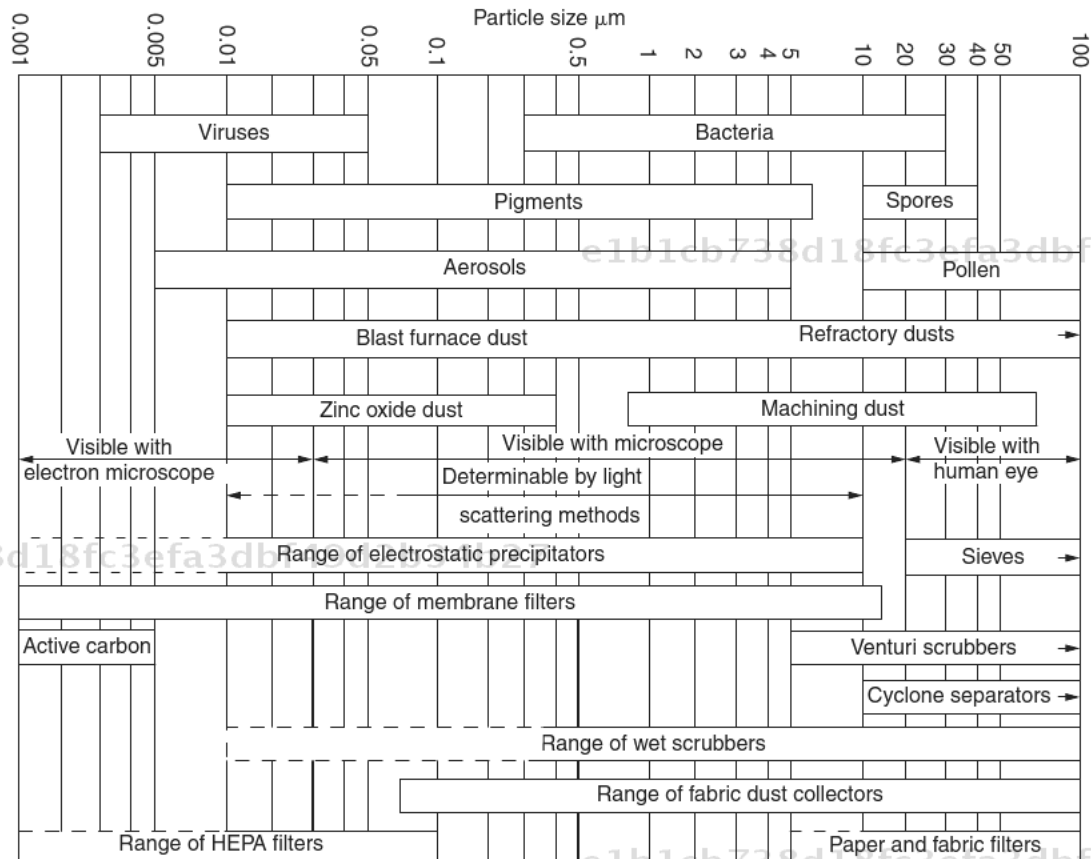 Particle size μm
0.001 0.005 0.01 0.05 0.1 0.5 1 2 3 4 5 10 20 30 40 50 100
Viruses Bacteria
Pigments Spores
e1b1cb738d18fc3efa3dbf
Aerosols Pollen
Blast furnace dust Refractory dusts
Zinc oxide dust Machining dust
Visible with Visible with microscope Visible with
electron microscope Determinable by light human eye
scattering methods
Range of electrostatic precipitators Sieves
Range of membrane filters
Active carbon Venturi scrubbers
Cyclone separators
Range of wet scrubbers
Range of fabric dust collectors
Range of HEPA filters Paper and fabric filters